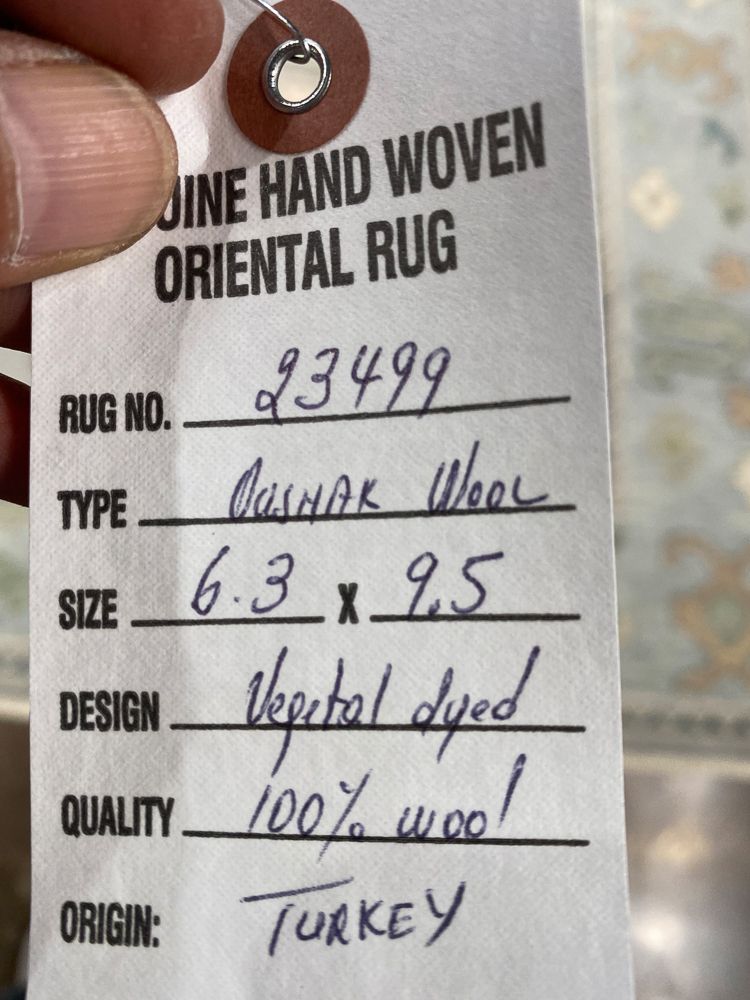 UINE HAND WOVEN
ORIENTAL RUG
RUG NO. 23499
TYPE OUSHAK WOOL
SIZE 6.3 X 9.5
DESIGN Vegetal dyed
QUALITY 100% wool
ORIGIN: TURKEY